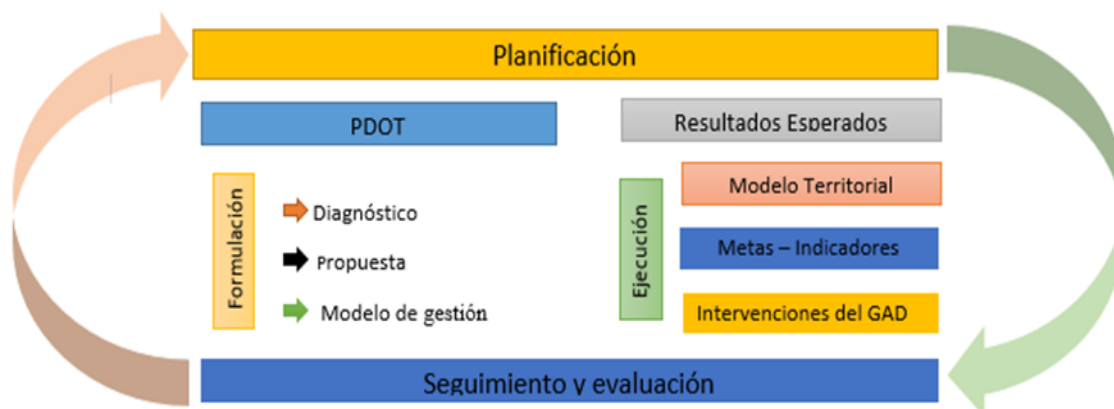 Planificación
PDOT
Resultados Esperados
Formulación
Diagnóstico
Propuesta
Modelo de gestión
Ejecución
Modelo Territorial
Metas – Indicadores
Intervenciones del GAD
Seguimiento y evaluación